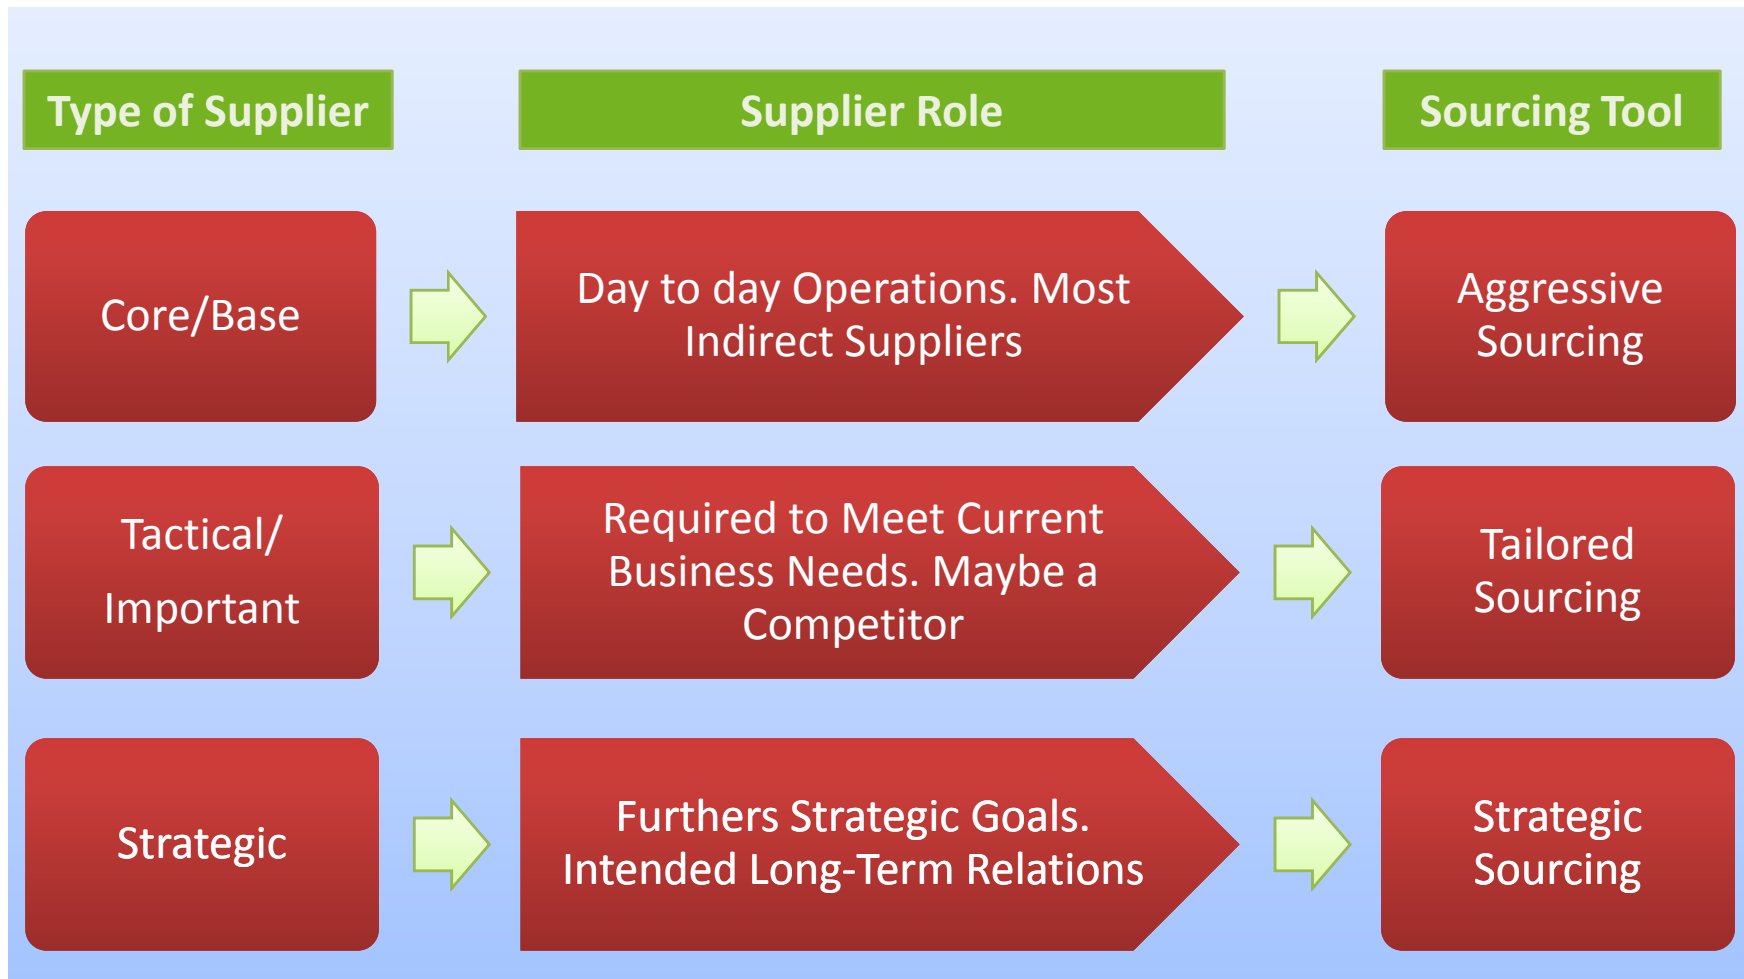 Type of Supplier
Supplier Role
Sourcing Tool
Core/Base
Day to day Operations. Most
Indirect Suppliers
Aggressive
Sourcing
Tactical/
Important
Required to Meet Current
Business Needs. Maybe a
Competitor
Tailored
Sourcing
Strategic
Furthers Strategic Goals.
Intended Long-Term Relations
Strategic
Sourcing